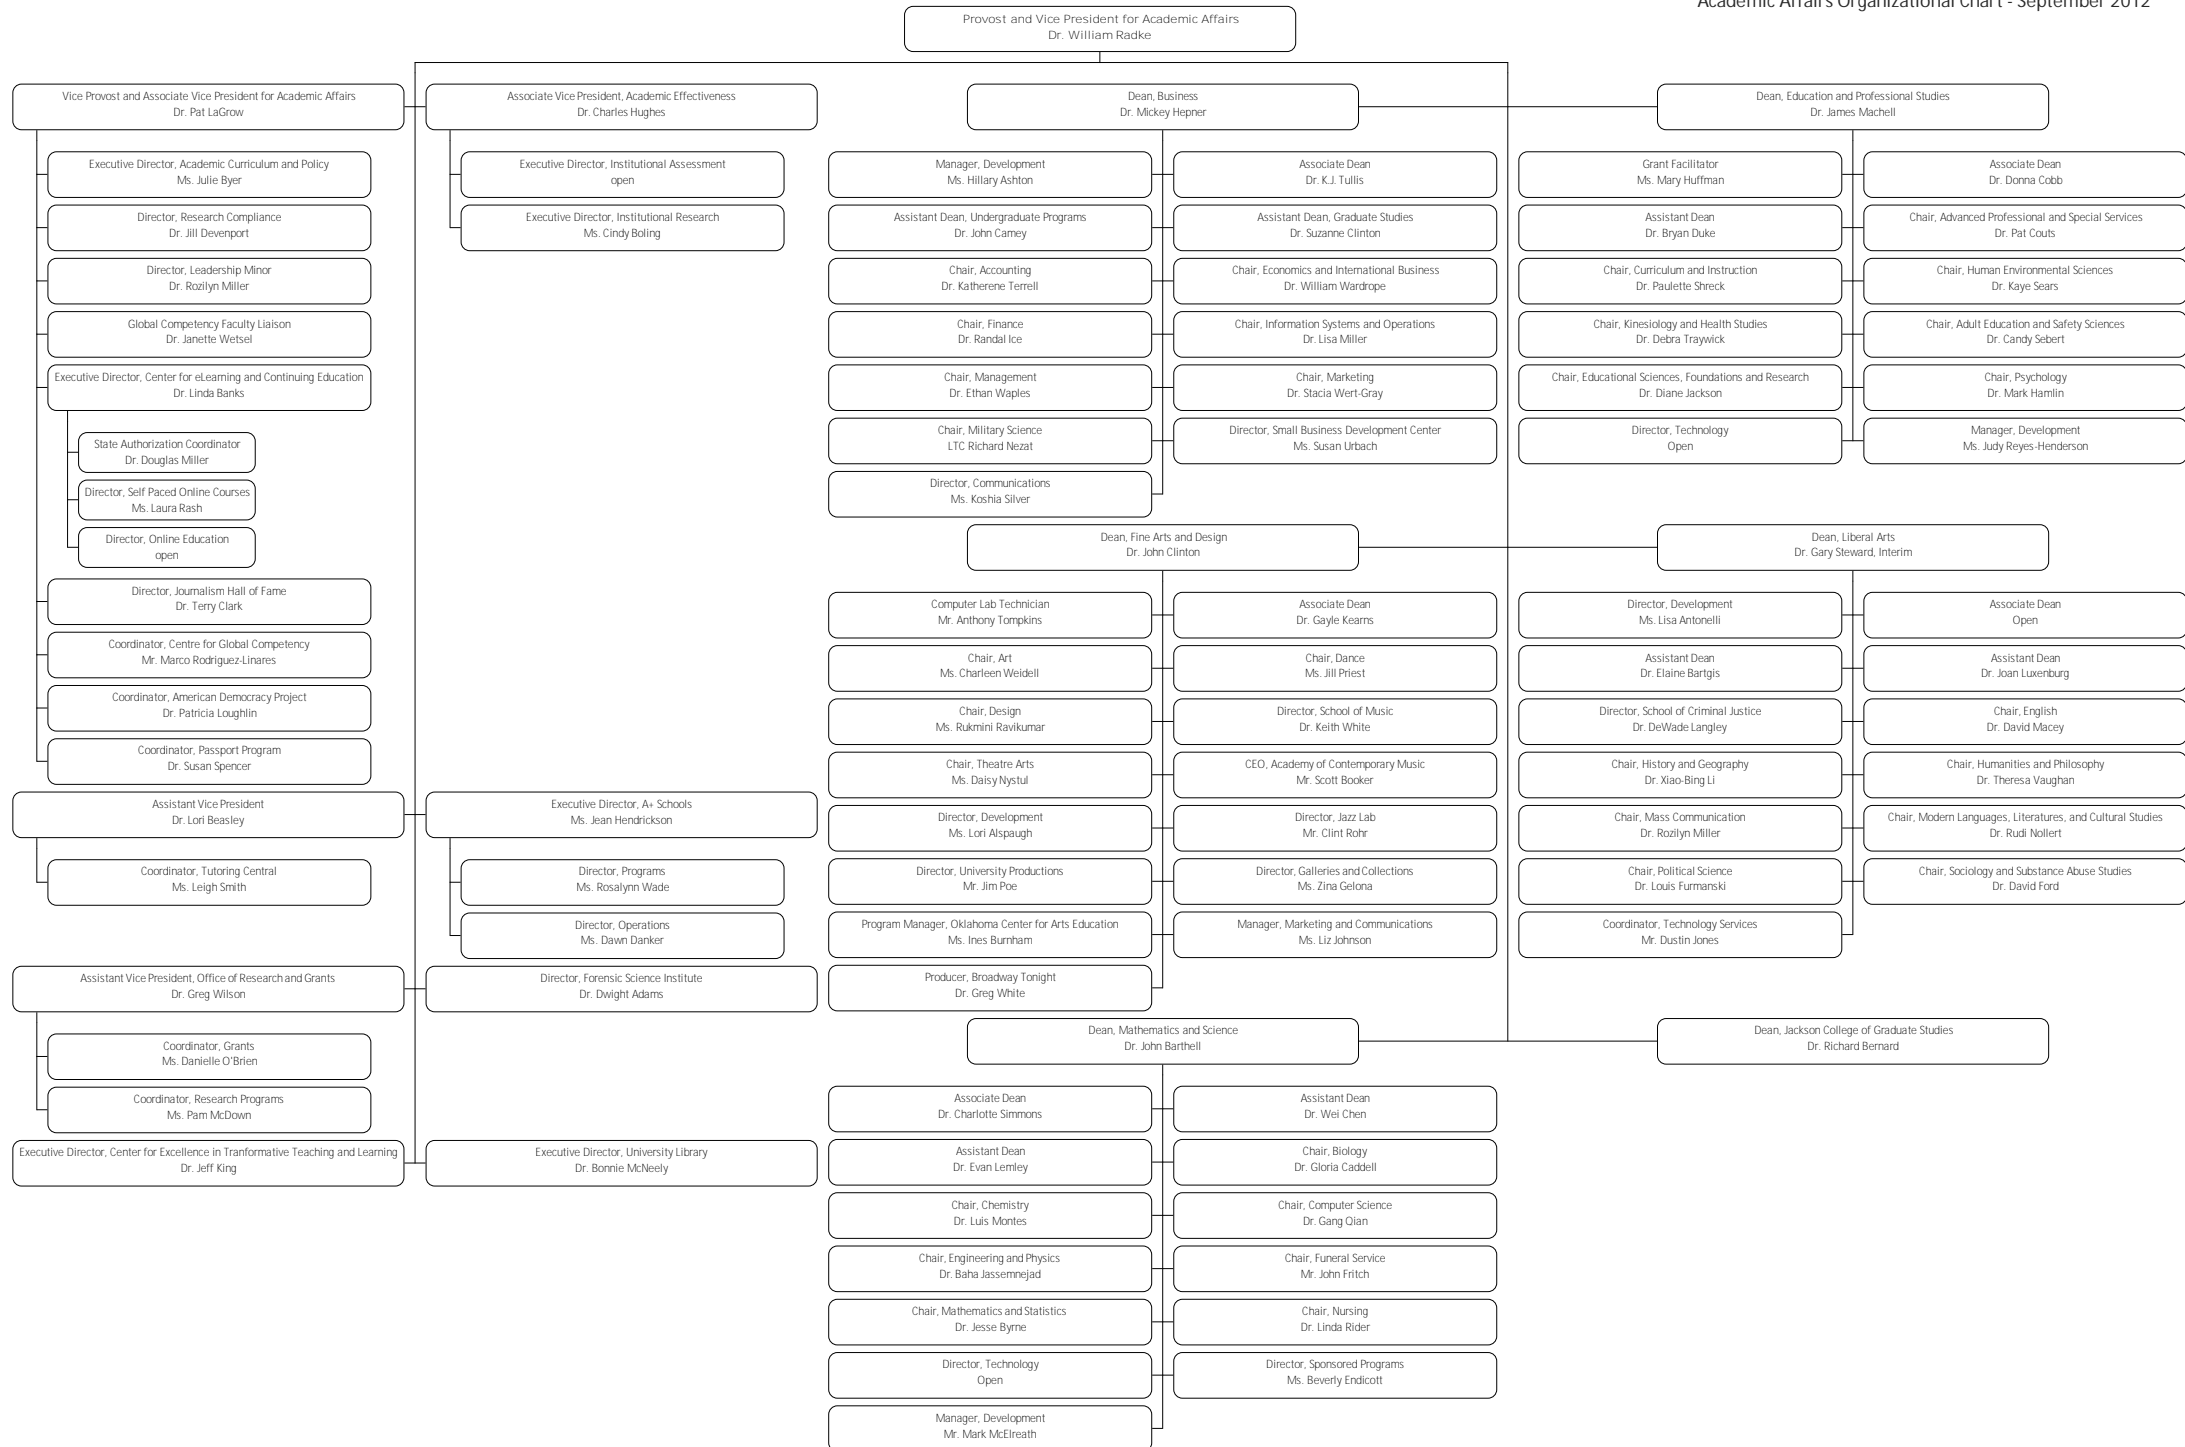 Academic Affairs Organizational Chart - September 2012
Provost and Vice President for Academic Affairs
Dr. William Radke
Vice Provost and Associate Vice President for Academic Affairs
Dr. Pat LaGrow
Executive Director, Academic Curriculum and Policy
Ms. Julie Byer
Director, Research Compliance
Dr. Jill Devenport
Director, Leadership Minor
Dr. Rozilyn Miller
Global Competency Faculty Liaison
Dr. Janette Wetsel
Executive Director, Center for eLearning and Continuing Education
Dr. Linda Banks
State Authorization Coordinator
Dr. Douglas Miller
Director, Self Paced Online Courses
Ms. Laura Rash
Director, Online Education
open
Director, Journalism Hall of Fame
Dr. Terry Clark
Coordinator, Centre for Global Competency
Mr. Marco Rodriguez-Linares
Coordinator, American Democracy Project
Dr. Patricia Loughlin
Coordinator, Passport Program
Dr. Susan Spencer
Associate Vice President, Academic Effectiveness
Dr. Charles Hughes
Executive Director, Institutional Assessment
open
Executive Director, Institutional Research
Ms. Cindy Boling
Assistant Vice President
Dr. Lori Beasley
Coordinator, Tutoring Central
Ms. Leigh Smith
Executive Director, A+ Schools
Ms. Jean Hendrickson
Director, Programs
Ms. Rosalynn Wade
Director, Operations
Ms. Dawn Danker
Assistant Vice President, Office of Research and Grants
Dr. Greg Wilson
Coordinator, Grants
Ms. Danielle O'Brien
Coordinator, Research Programs
Ms. Pam McDown
Director, Forensic Science Institute
Dr. Dwight Adams
Executive Director, Center for Excellence in Tranformative Teaching and Learning
Dr. Jeff King
Executive Director, University Library
Dr. Bonnie McNeely
Dean, Business
Dr. Mickey Hepner
Manager, Development
Ms. Hillary Ashton
Associate Dean
Dr. K.J. Tullis
Assistant Dean, Undergraduate Programs
Dr. John Carney
Assistant Dean, Graduate Studies
Dr. Suzanne Clinton
Chair, Accounting
Dr. Katherene Terrell
Chair, Economics and International Business
Dr. William Wardrope
Chair, Finance
Dr. Randal Ice
Chair, Information Systems and Operations
Dr. Lisa Miller
Chair, Management
Dr. Ethan Waples
Chair, Marketing
Dr. Stacia Wert-Gray
Chair, Military Science
LTC Richard Nezat
Director, Small Business Development Center
Ms. Susan Urbach
Director, Communications
Ms. Koshia Silver
Dean, Education and Professional Studies
Dr. James Machell
Grant Facilitator
Ms. Mary Huffman
Associate Dean
Dr. Donna Cobb
Assistant Dean
Dr. Bryan Duke
Chair, Advanced Professional and Special Services
Dr. Pat Couts
Chair, Curriculum and Instruction
Dr. Paulette Shreck
Chair, Human Environmental Sciences
Dr. Kaye Sears
Chair, Kinesiology and Health Studies
Dr. Debra Traywick
Chair, Adult Education and Safety Sciences
Dr. Candy Sebert
Chair, Educational Sciences, Foundations and Research
Dr. Diane Jackson
Chair, Psychology
Dr. Mark Hamlin
Director, Technology
Open
Manager, Development
Ms. Judy Reyes-Henderson
Dean, Fine Arts and Design
Dr. John Clinton
Computer Lab Technician
Mr. Anthony Tompkins
Associate Dean
Dr. Gayle Kearns
Chair, Art
Ms. Charleen Weidell
Chair, Dance
Ms. Jill Priest
Chair, Design
Ms. Rukmini Ravikumar
Director, School of Music
Dr. Keith White
Chair, Theatre Arts
Ms. Daisy Nystul
CEO, Academy of Contemporary Music
Mr. Scott Booker
Director, Development
Ms. Lori Alspaugh
Director, Jazz Lab
Mr. Clint Rohr
Director, University Productions
Mr. Jim Poe
Director, Galleries and Collections
Ms. Zina Gelona
Program Manager, Oklahoma Center for Arts Education
Ms. Ines Burnham
Manager, Marketing and Communications
Ms. Liz Johnson
Producer, Broadway Tonight
Dr. Greg White
Dean, Liberal Arts
Dr. Gary Steward, Interim
Director, Development
Ms. Lisa Antonelli
Associate Dean
Open
Assistant Dean
Dr. Elaine Bartgis
Assistant Dean
Dr. Joan Luxenburg
Director, School of Criminal Justice
Dr. DeWade Langley
Chair, English
Dr. David Macey
Chair, History and Geography
Dr. Xiao-Bing Li
Chair, Humanities and Philosophy
Dr. Theresa Vaughan
Chair, Mass Communication
Dr. Rozilyn Miller
Chair, Modern Languages, Literatures, and Cultural Studies
Dr. Rudi Nollert
Chair, Political Science
Dr. Louis Furmanski
Chair, Sociology and Substance Abuse Studies
Dr. David Ford
Coordinator, Technology Services
Mr. Dustin Jones
Dean, Mathematics and Science
Dr. John Barthell
Associate Dean
Dr. Charlotte Simmons
Assistant Dean
Dr. Wei Chen
Assistant Dean
Dr. Evan Lemley
Chair, Biology
Dr. Gloria Caddell
Chair, Chemistry
Dr. Luis Montes
Chair, Computer Science
Dr. Gang Qian
Chair, Engineering and Physics
Dr. Baha Jassemnejad
Chair, Funeral Service
Mr. John Fritch
Chair, Mathematics and Statistics
Dr. Jesse Byrne
Chair, Nursing
Dr. Linda Rider
Director, Technology
Open
Director, Sponsored Programs
Ms. Beverly Endicott
Manager, Development
Mr. Mark McElreath
Dean, Jackson College of Graduate Studies
Dr. Richard Bernard